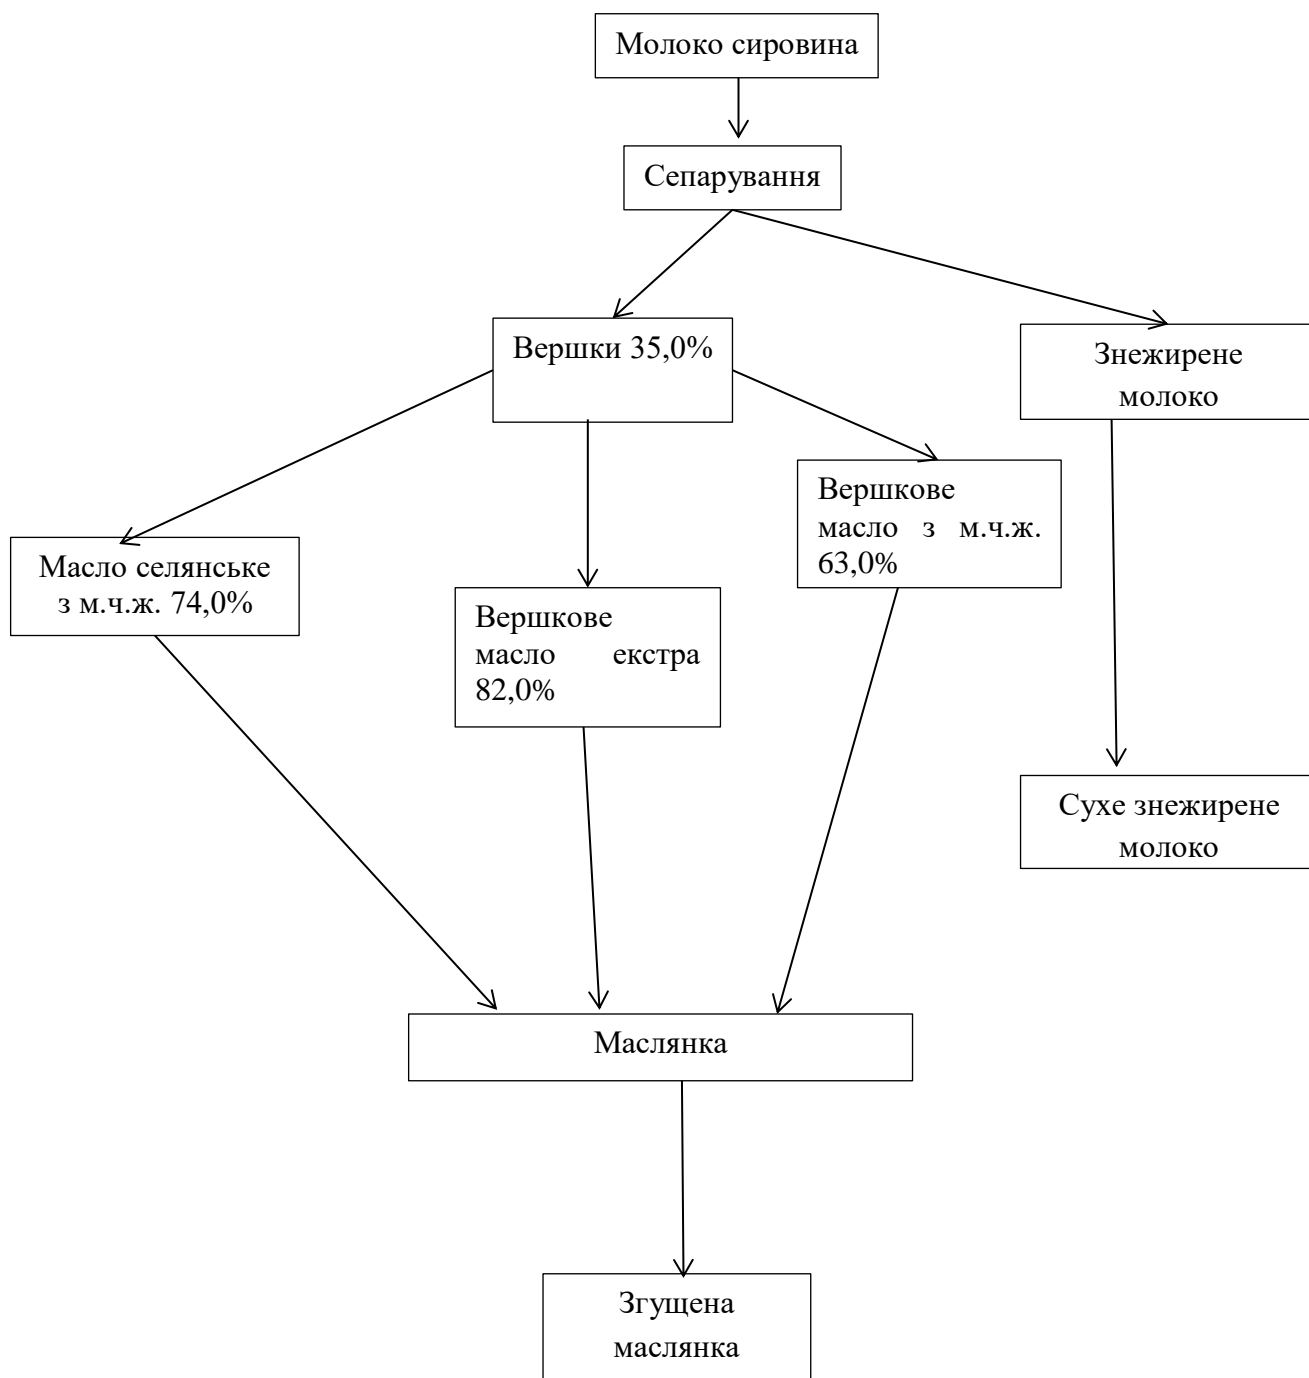 Молоко сировина
Сепарування
Вершки 35,0%
Знежирене
молоко
Вершкове
масло з м.ч.ж.
63,0%
Масло селянське
з м.ч.ж. 74,0%
Вершкове
масло екстра
82,0%
Сухе знежирене
молоко
Маслянка
Згущена
маслянка